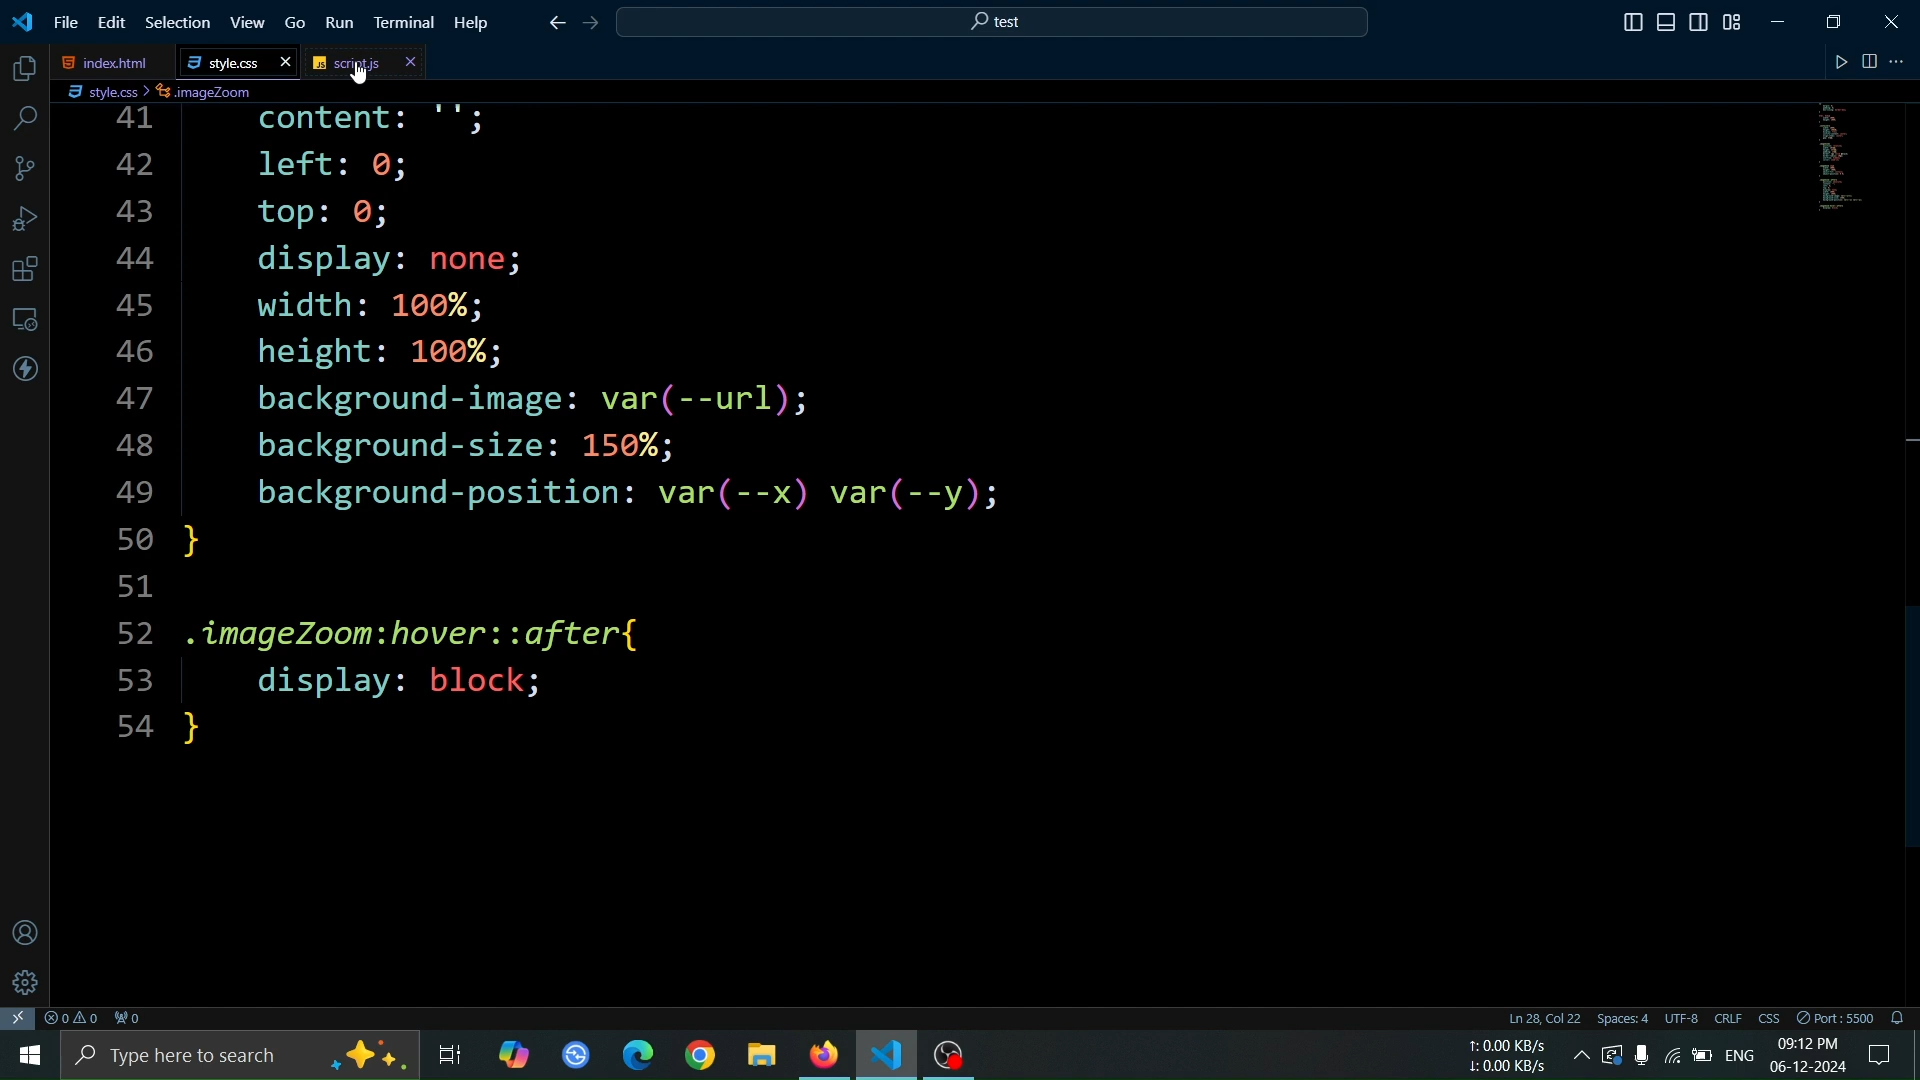 File Edit Selection View Go Run Terminal Help test
index.html style.css script.js
style.css > .imageZoom
41 content: '';
42 left: 0;
43 top: 0;
44 display: none;
45 width: 100%;
46 height: 100%;
47 background-image: var(--url);
48 background-size: 150%;
49 background-position: var(--x) var(--y);
50 }
51
52 .imageZoom:hover::after{
53 display: block;
54 }
0 0 0 Ln 28, Col 22 Spaces: 4 UTF-8 CRLF CSS Port : 5500
Type here to search
↑: 0.00 KB/s
↓: 0.00 KB/s
ENG
09:12 PM
06-12-2024